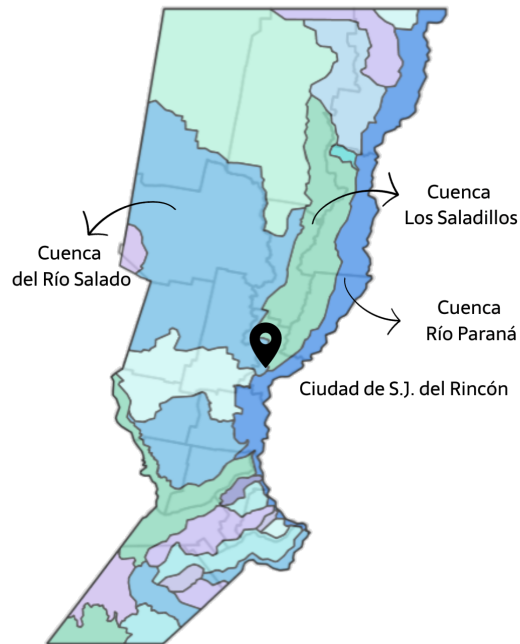 Cuenca
Los Saladillos
Cuenca
del Río Salado
Cuenca
Río Paraná
Ciudad de S.J. del Rincón